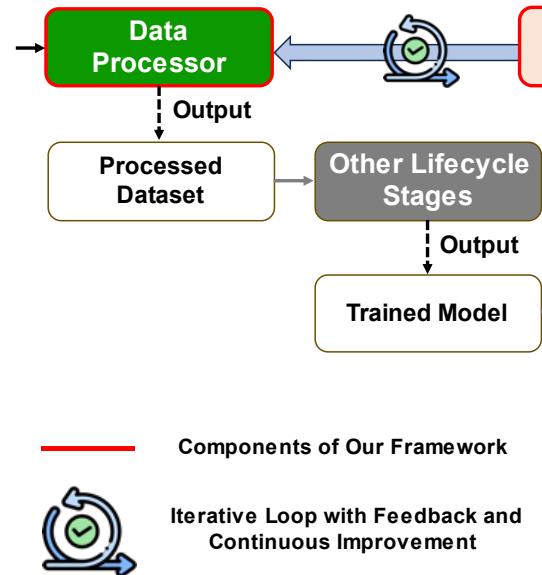 Data
Processor
Output
Processed
Dataset
Other Lifecycle
Stages
Output
Trained Model
Components of Our Framework
Iterative Loop with Feedback and
Continuous Improvement